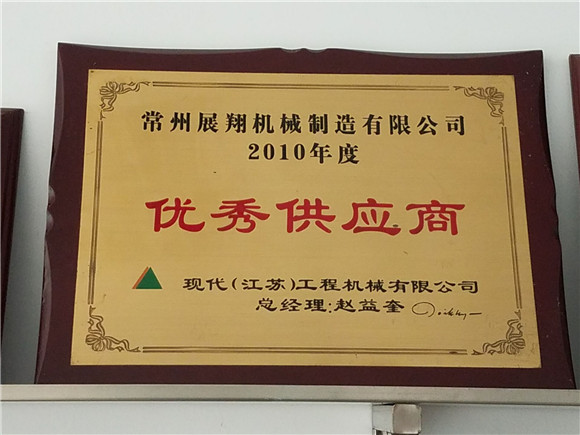 常州展翔机械制造有限公司
2010年度
优秀供应商
现代(江苏)工程机械有限公司
总经理:赵益奎